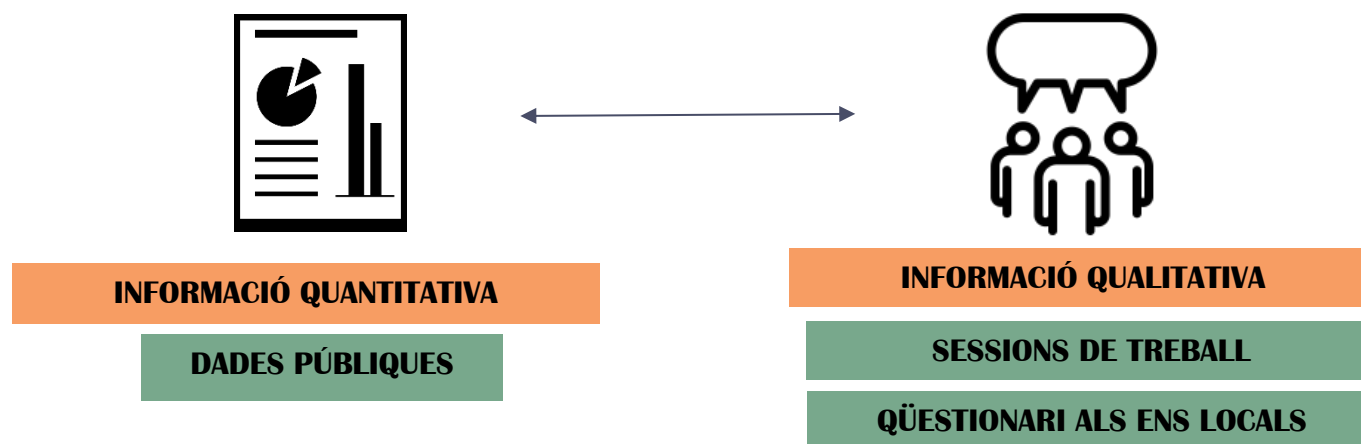 INFORMACIÓ QUANTITATIVA
DADES PÚBLIQUES
INFORMACIÓ QUALITATIVA
SESSIONS DE TREBALL
QÜESTIONARI ALS ENS LOCALS